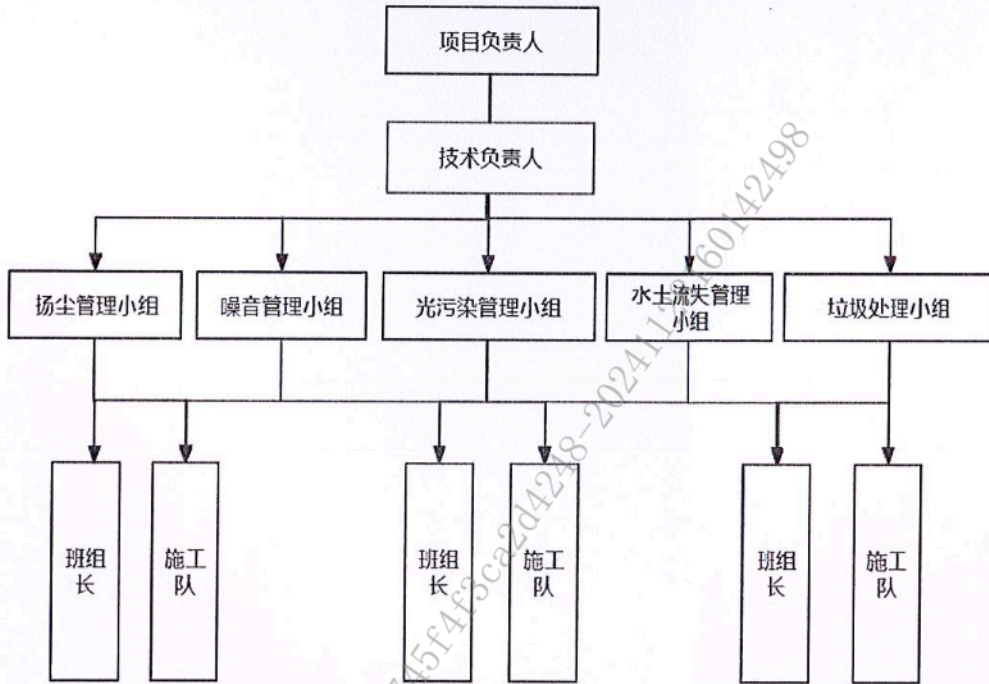 项目负责人
技术负责人
扬尘管理小组
噪音管理小组
光污染管理小组
水土流失管理
小组
垃圾处理小组
班组
长
施工
队
班组
长
施工
队
班组
长
施工
队